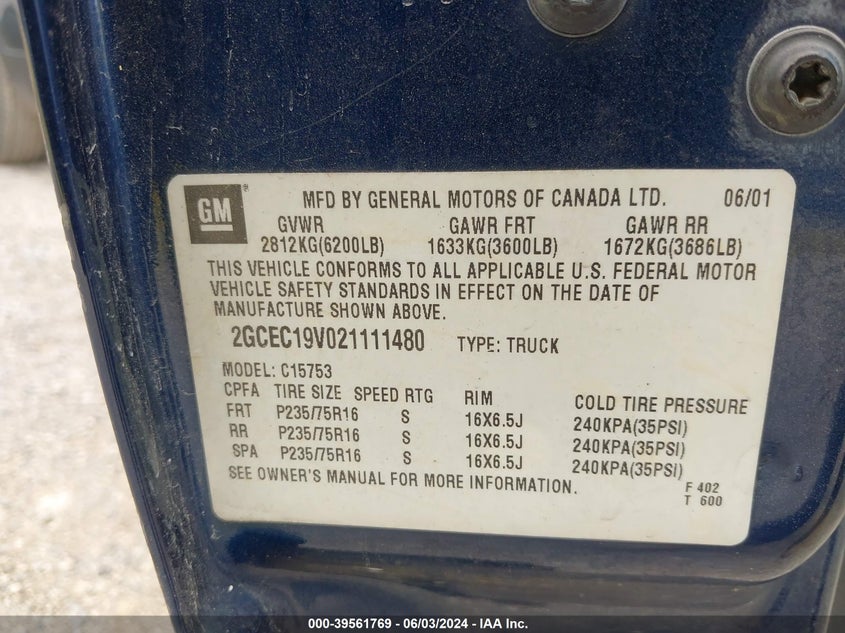 GM ®
MFD BY GENERAL MOTORS OF CANADA LTD. 06/01
GVWR GAWR FRT GAWR RR
2812KG(6200LB) 1633KG(3600LB) 1672KG(3686LB)
THIS VEHICLE CONFORMS TO ALL APPLICABLE U.S. FEDERAL MOTOR
VEHICLE SAFETY STANDARDS IN EFFECT ON THE DATE OF
MANUFACTURE SHOWN ABOVE.
2GCEC19V021111480 TYPE: TRUCK
MODEL: C15753
CPFA TIRE SIZE SPEED RTG RIM COLD TIRE PRESSURE
FRT P235/75R16 S 16X6.5J 240KPA(35PSI)
RR P235/75R16 S 16X6.5J 240KPA(35PSI)
SPA P235/75R16 S 16X6.5J 240KPA(35PSI)
SEE OWNER'S MANUAL FOR MORE INFORMATION.
F 402
T 600
000-39561769 - 06/03/2024 - IAA Inc.